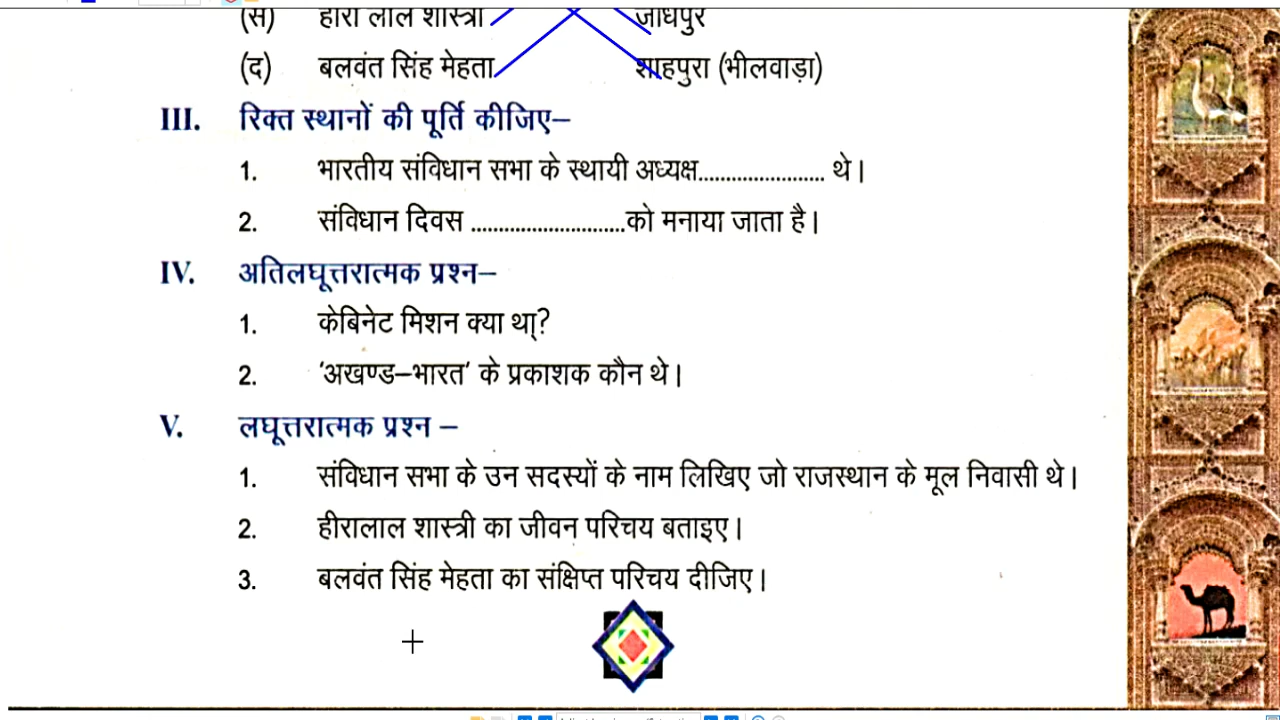 (स) हीरा लाल शास्त्री जोधपुर
(द) बलवंत सिंह मेहता शाहपुरा (भीलवाड़ा)
III. रिक्त स्थानों की पूर्ति कीजिए–
1. भारतीय संविधान सभा के स्थायी अध्यक्ष....................... थे।
2. संविधान दिवस ............................को मनाया जाता है।
IV. अतिलघूत्तरात्मक प्रश्न–
1. केबिनेट मिशन क्या था्?
2. 'अखण्ड–भारत' के प्रकाशक कौन थे।
V. लघूत्तरात्मक प्रश्न –
1. संविधान सभा के उन सदस्यों के नाम लिखिए जो राजस्थान के मूल निवासी थे।
2. हीरालाल शास्त्री का जीवन परिचय बताइए।
3. बलवंत सिंह मेहता का संक्षिप्त परिचय दीजिए।